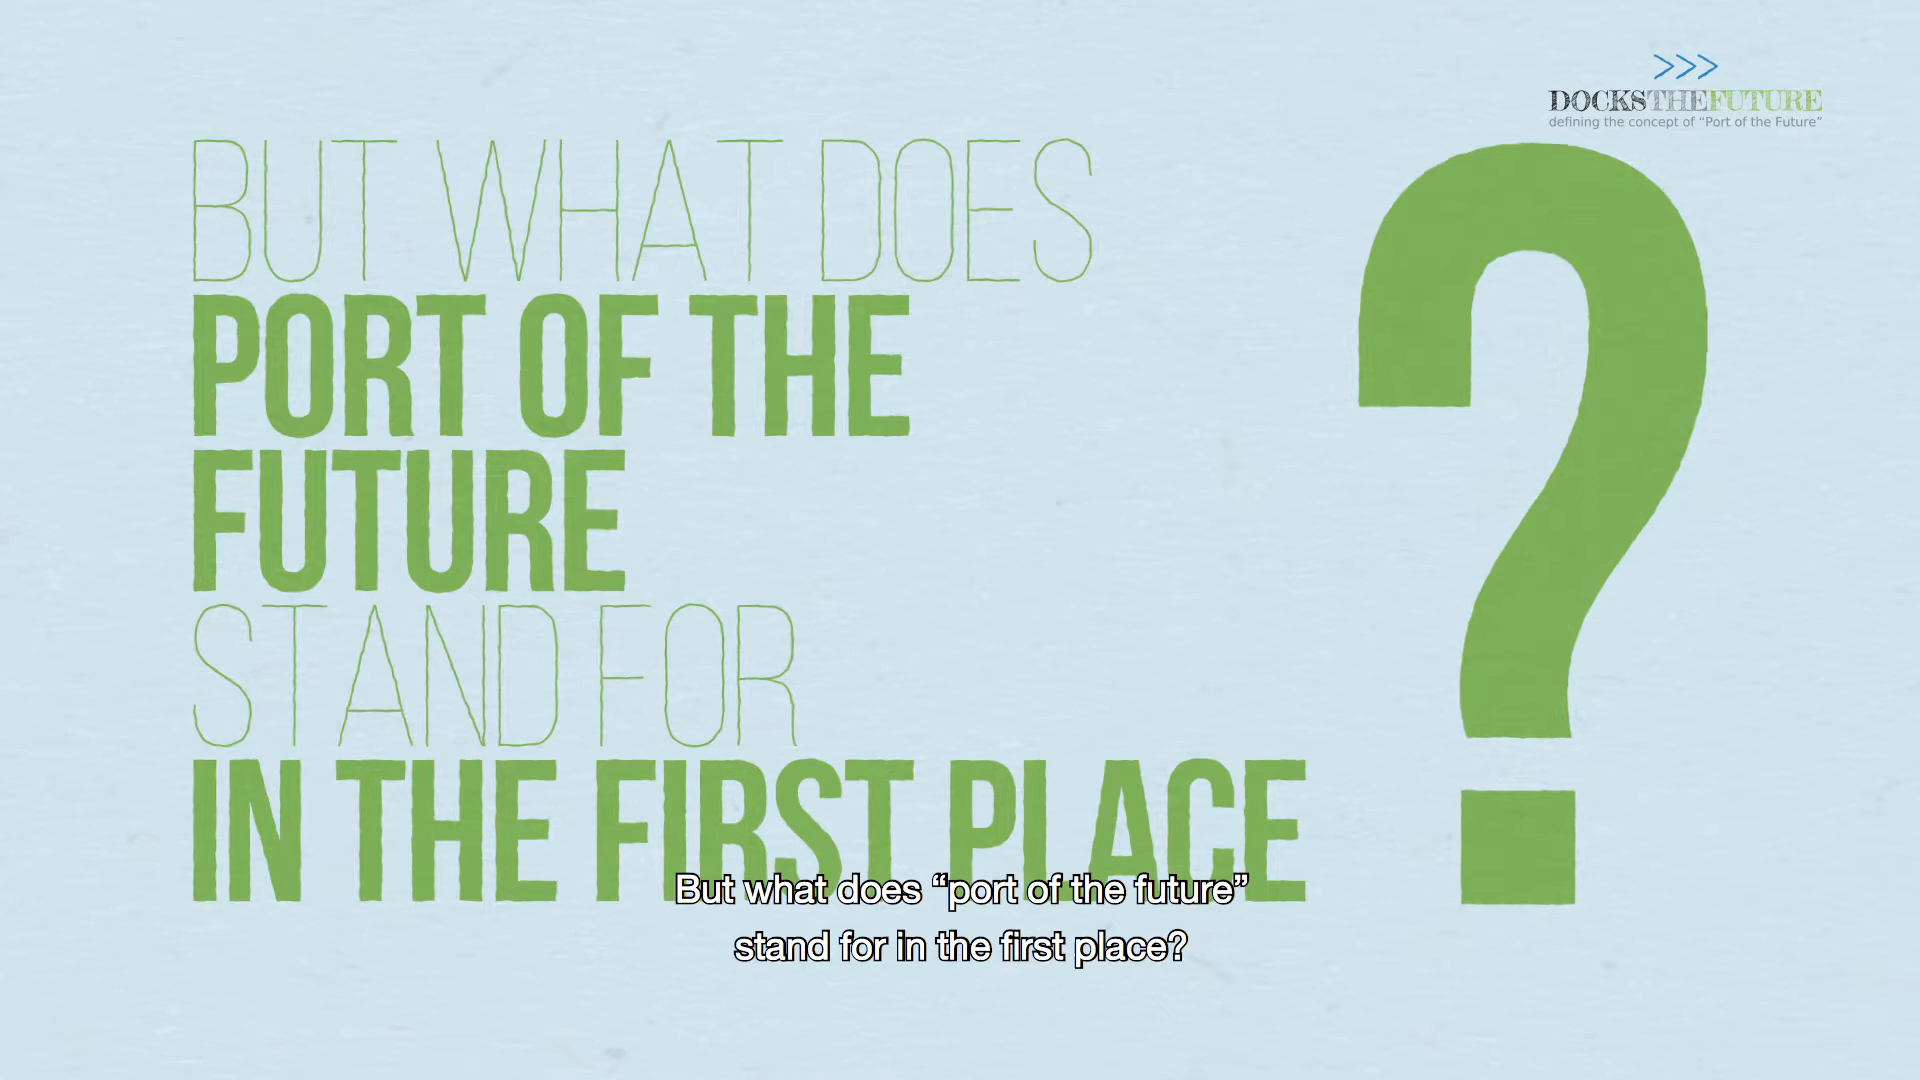 >>>
DOCKSTHEFUTURE
defining the concept of “Port of the Future”
BUT WHAT DOES
PORT OF THE
FUTURE
STAND FOR
IN THE FIRST PLACE
?
But what does “port of the future”
stand for in the first place?